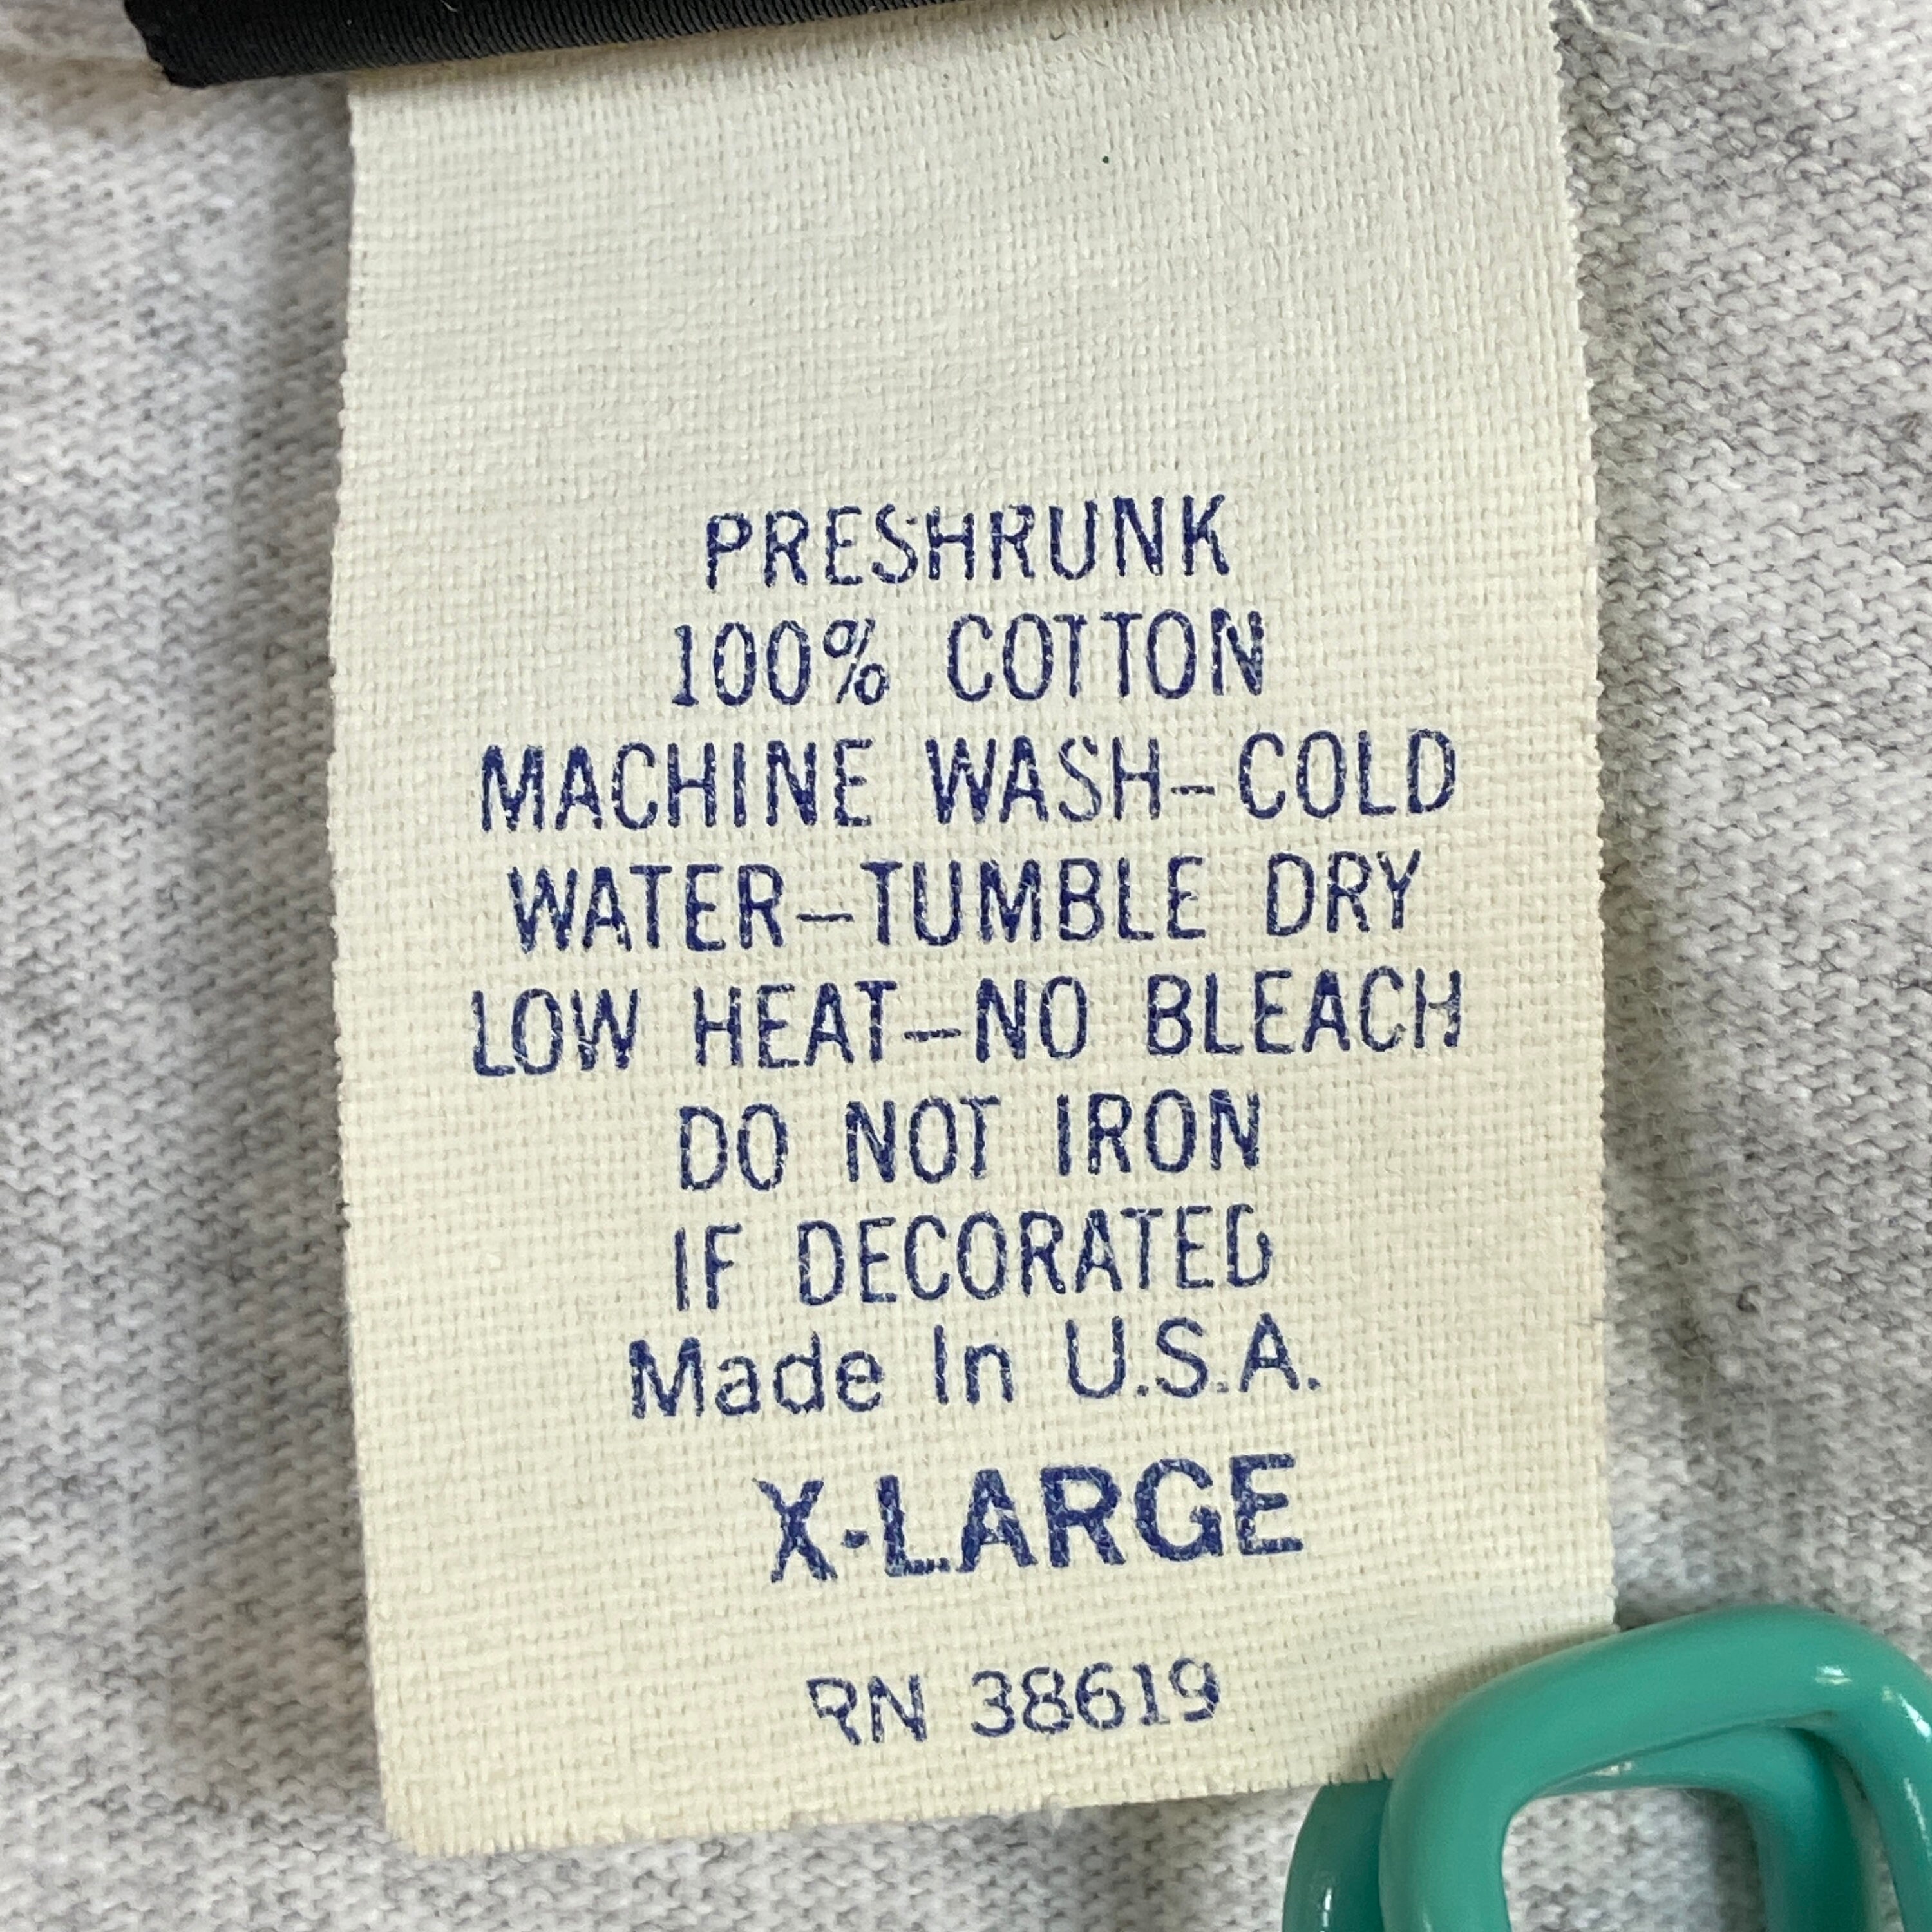 PRESHRUNK
100% COTTON
MACHINE WASH–COLD
WATER–TUMBLE DRY
LOW HEAT–NO BLEACH
DO NOT IRON
IF DECORATED
Made In U.S.A.
X-LARGE
RN 38619